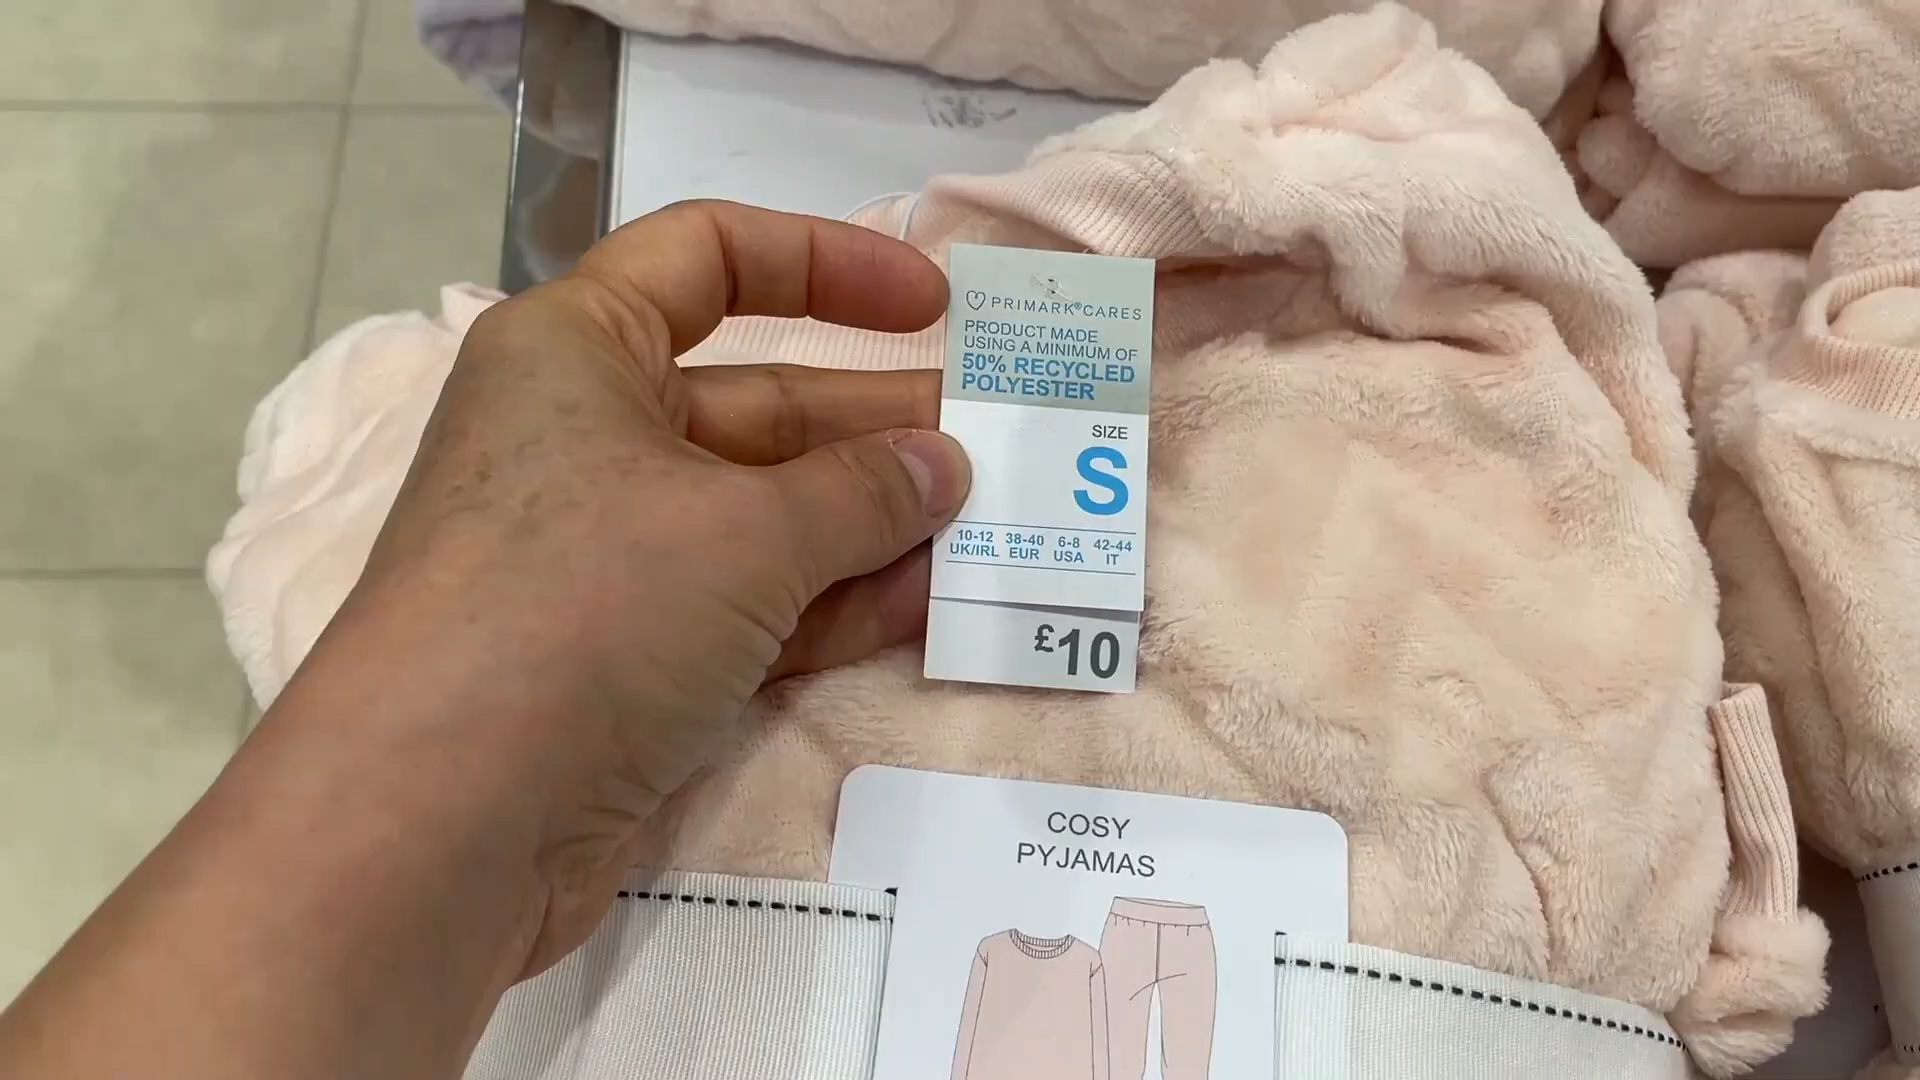 PRIMARK®CARES
PRODUCT MADE
USING A MINIMUM OF
50% RECYCLED
POLYESTER
SIZE
S
10-12 38-40 6-8 42-44
UK/IRL EUR USA IT
£10
COSY
PYJAMAS